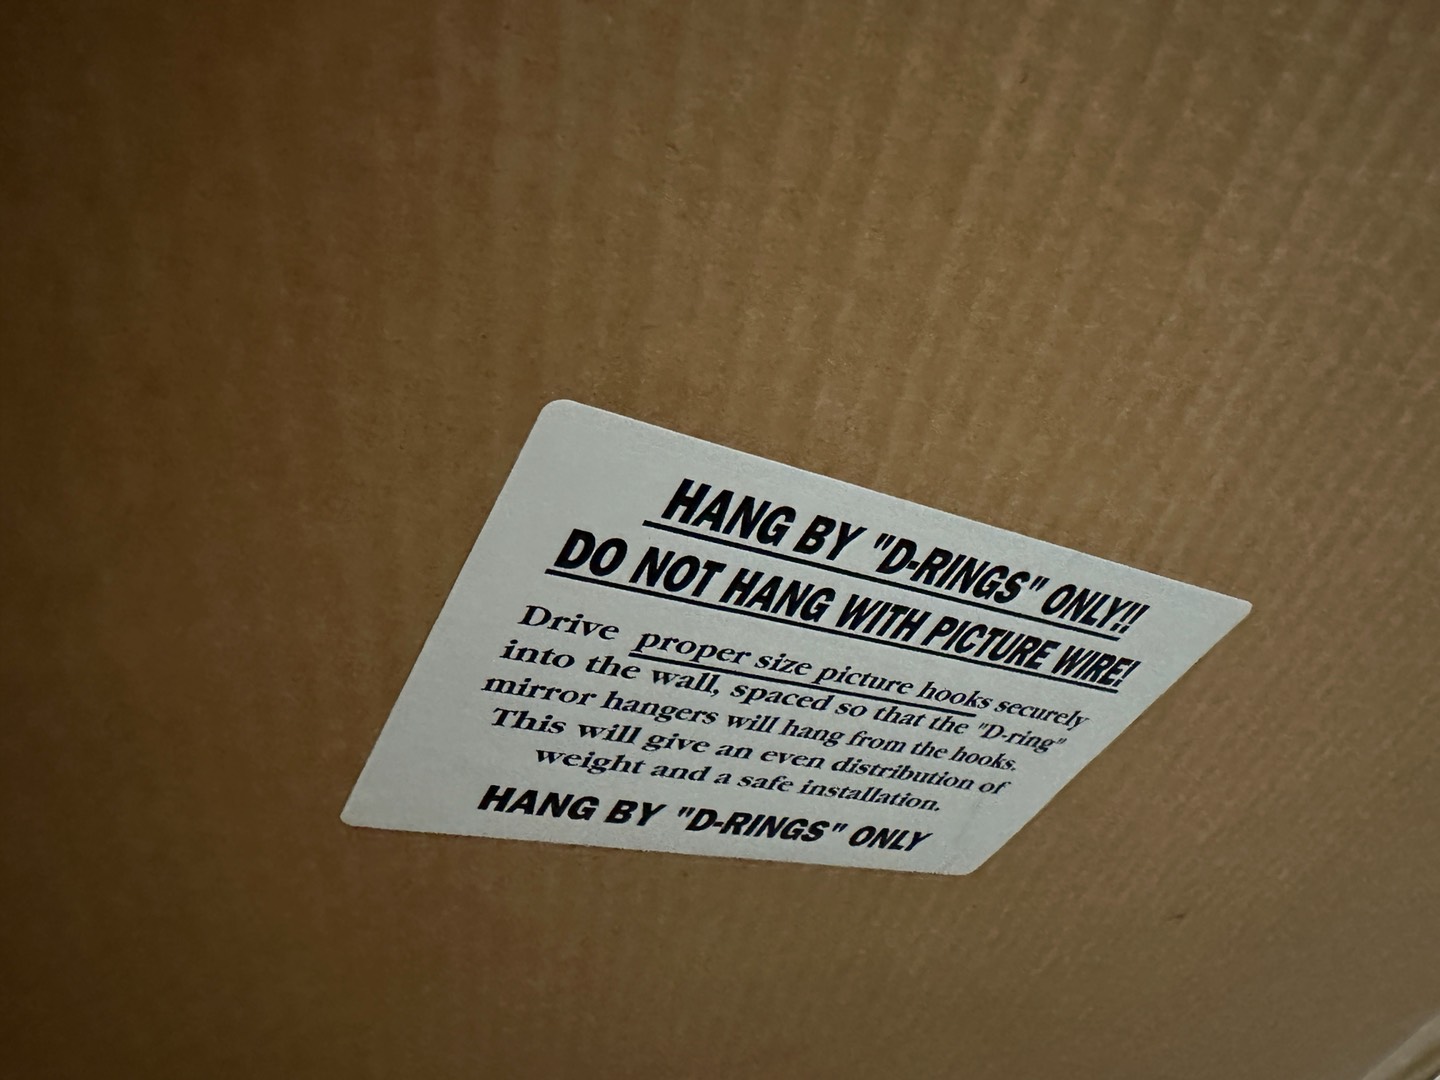 HANG BY "D-RINGS" ONLY!!
DO NOT HANG WITH PICTURE WIRE!
Drive proper size picture hooks securely
into the wall, spaced so that the "D-ring"
mirror hangers will hang from the hooks.
This will give an even distribution of
weight and a safe installation.
HANG BY "D-RINGS" ONLY